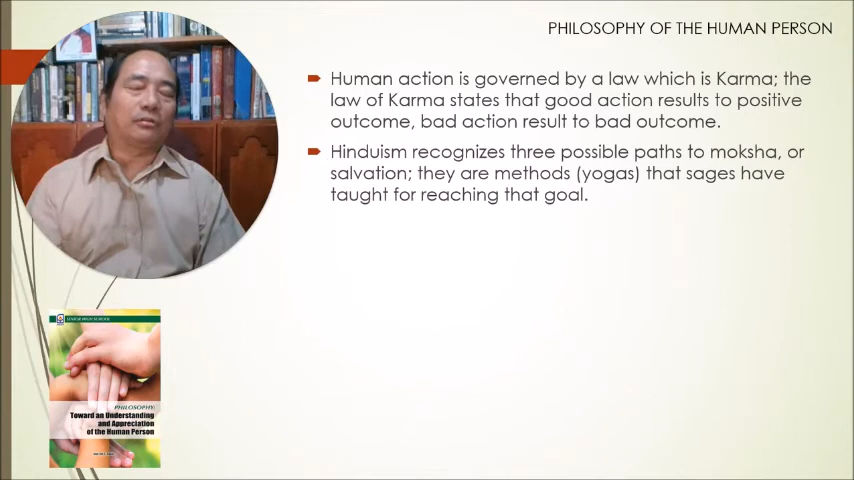 PHILOSOPHY OF THE HUMAN PERSON
Human action is governed by a law which is Karma; the
law of Karma states that good action results to positive
outcome, bad action result to bad outcome.
Hinduism recognizes three possible paths to moksha, or
salvation; they are methods (yogas) that sages have
taught for reaching that goal.
SENIOR HIGH SCHOOL
PHILOSOPHY:
Toward an Understanding
and Appreciation
of the Human Person